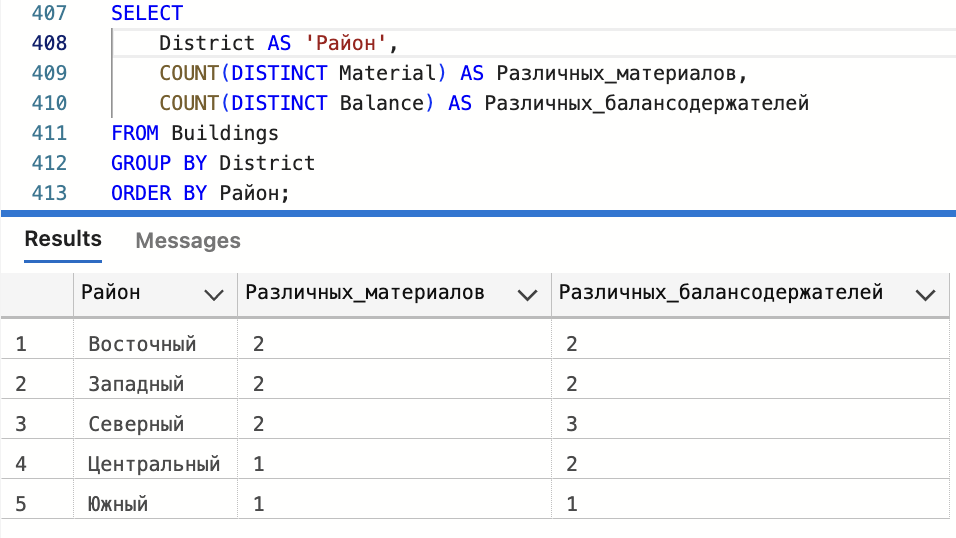 407 SELECT
408 District AS 'Район',
409 COUNT(DISTINCT Material) AS Различных_материалов,
410 COUNT(DISTINCT Balance) AS Различных_балансодержателей
411 FROM Buildings
412 GROUP BY District
413 ORDER BY Район;
Results Messages
Район Различных_материалов Различных_балансодержателей
1 Восточный 2 2
2 Западный 2 2
3 Северный 2 3
4 Центральный 1 2
5 Южный 1 1